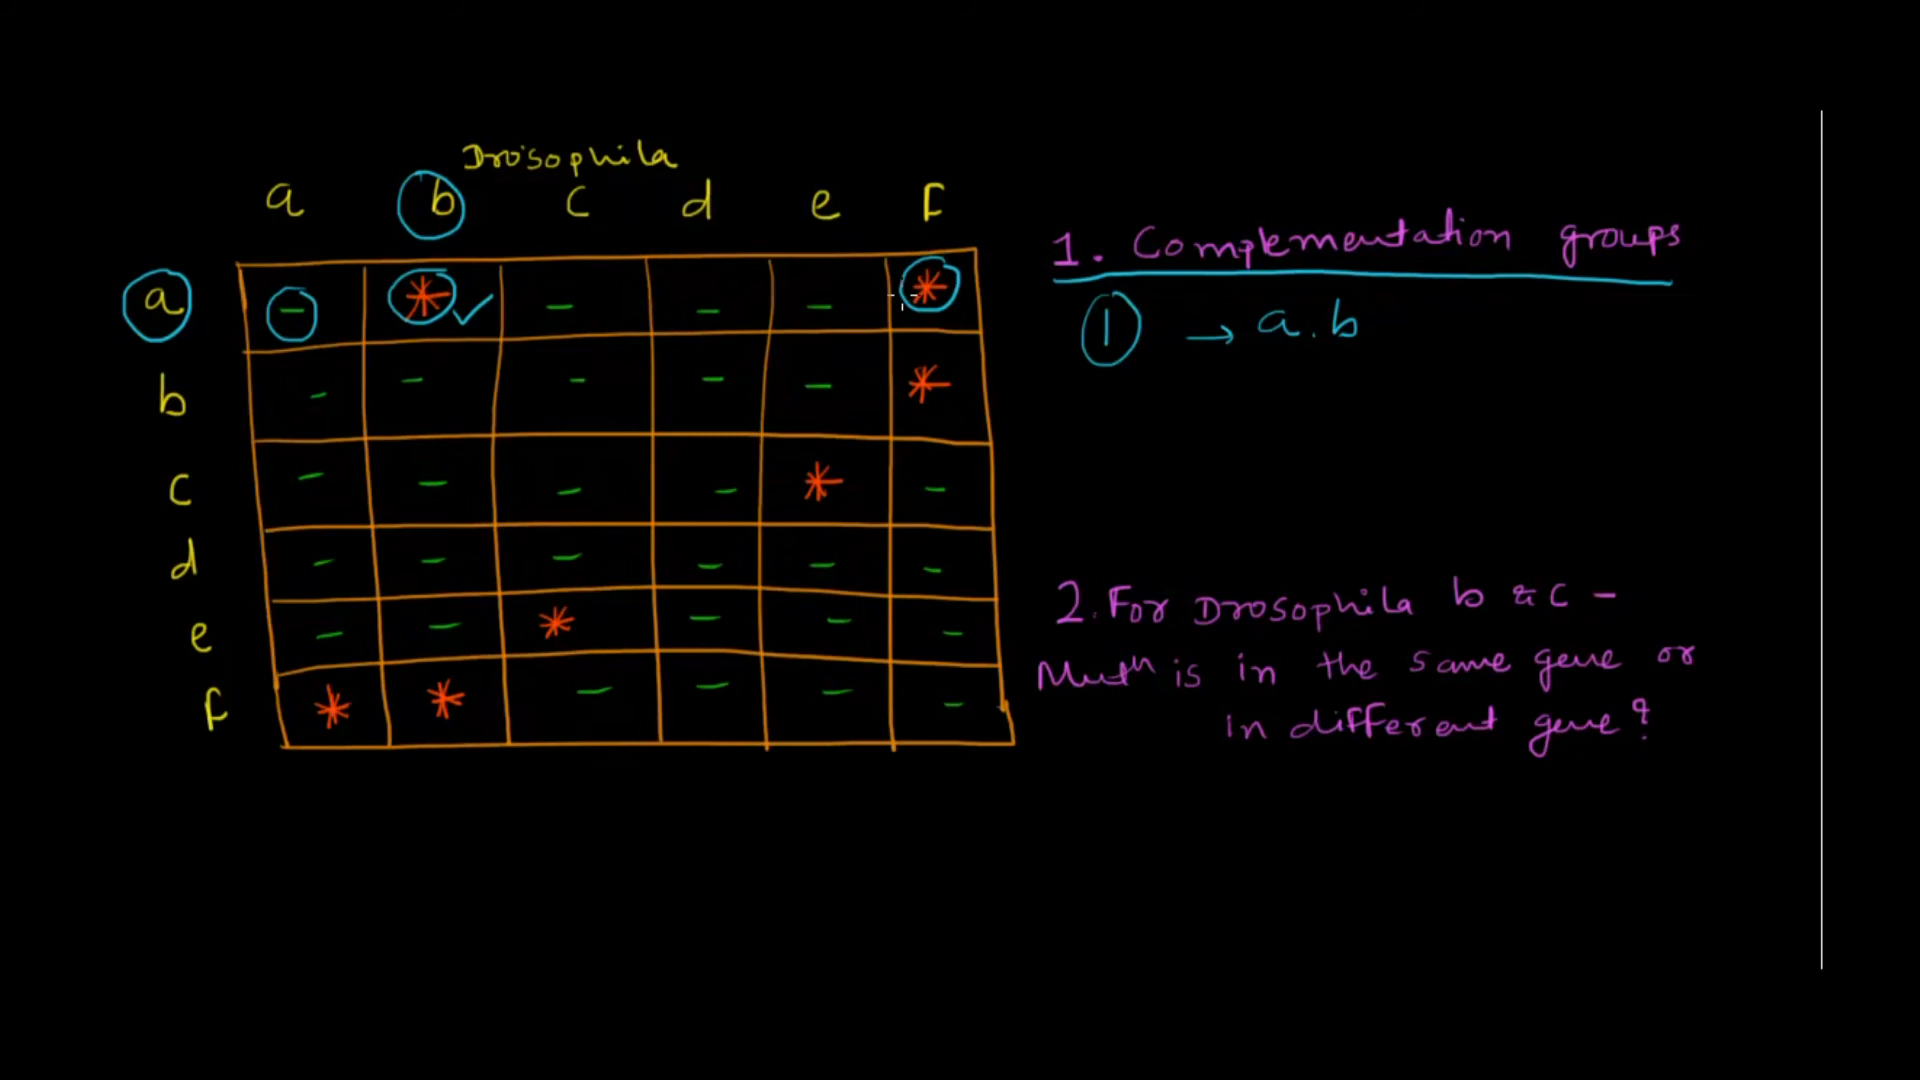 Drosophila
a b c d e f
a - * - - - *
b - - - - - *
c - - - - * -
d - - - - - -
e - - * - - -
f * * - - - -
1. Complementation groups
1 → a.b
2. For Drosophila b & c -
Mutⁿ is in the same gene or
in different gene?